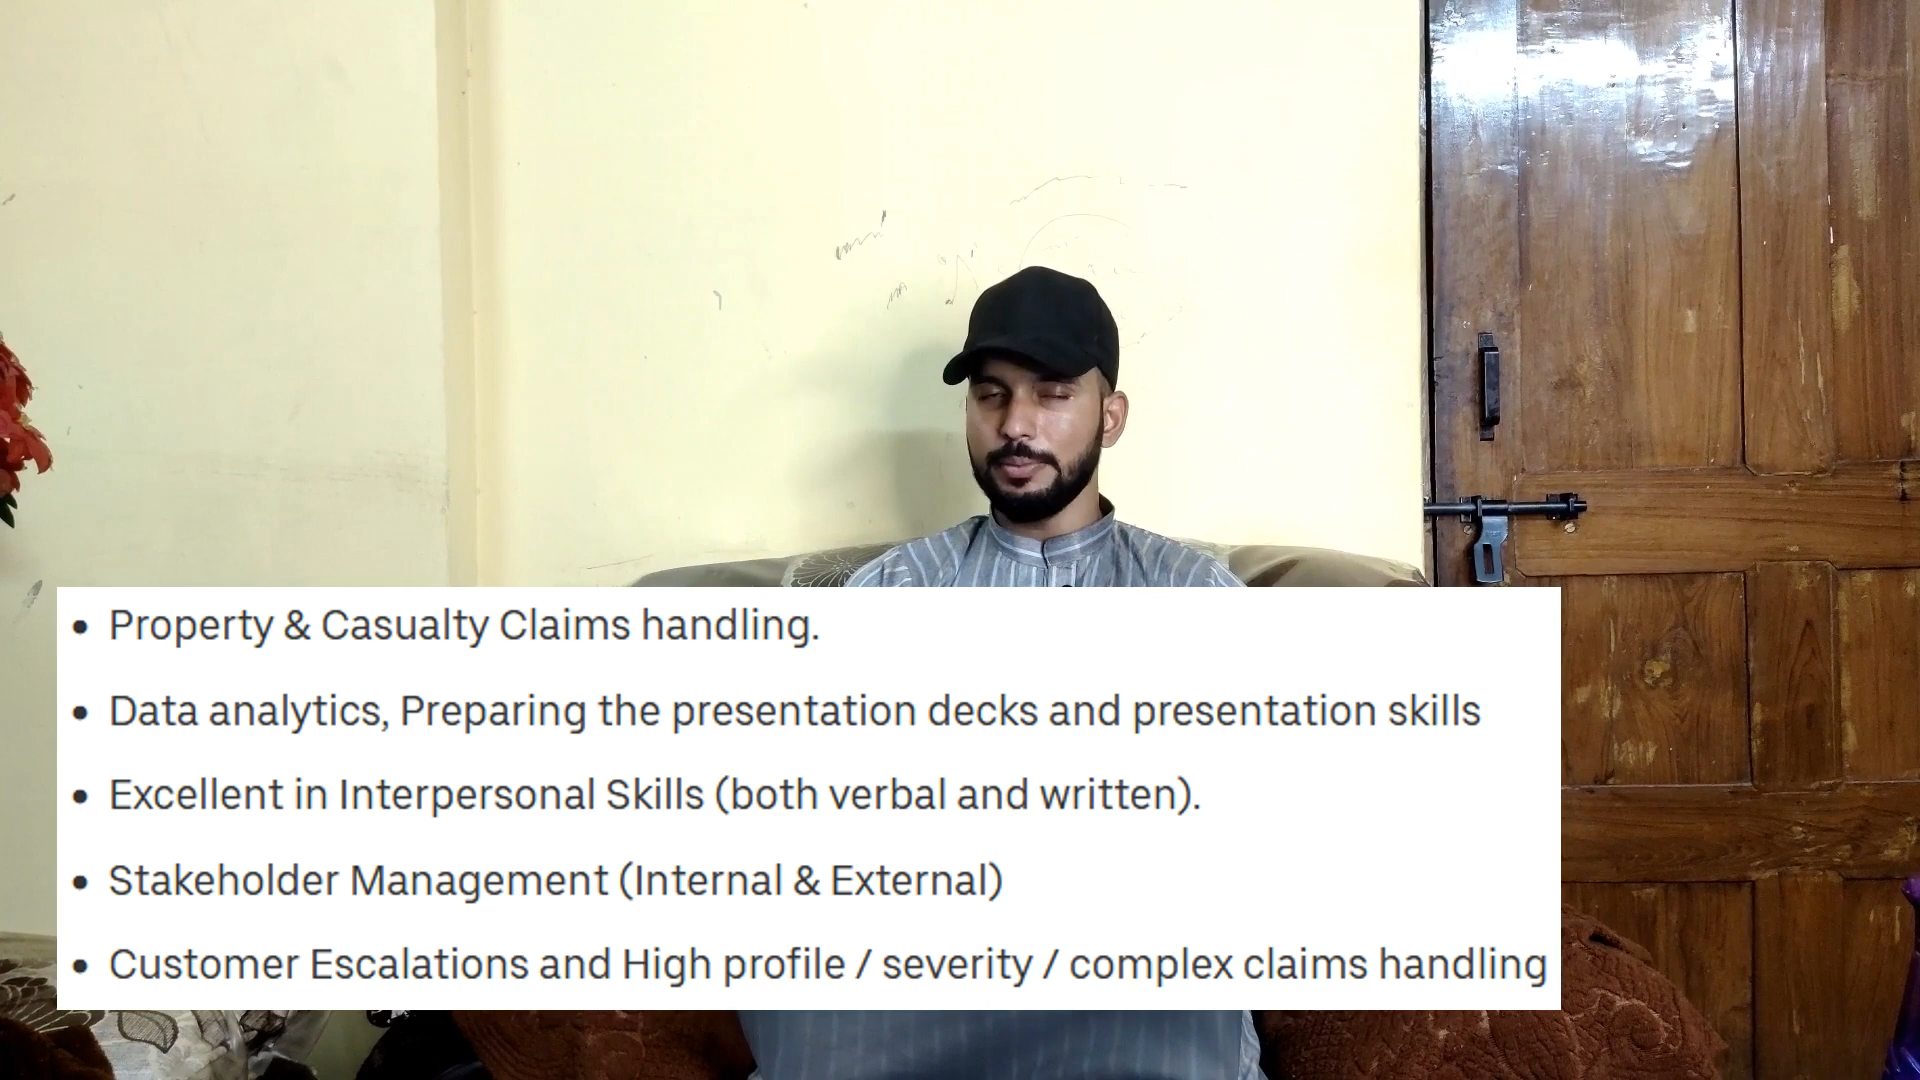 • Property & Casualty Claims handling.
• Data analytics, Preparing the presentation decks and presentation skills
• Excellent in Interpersonal Skills (both verbal and written).
• Stakeholder Management (Internal & External)
• Customer Escalations and High profile / severity / complex claims handling